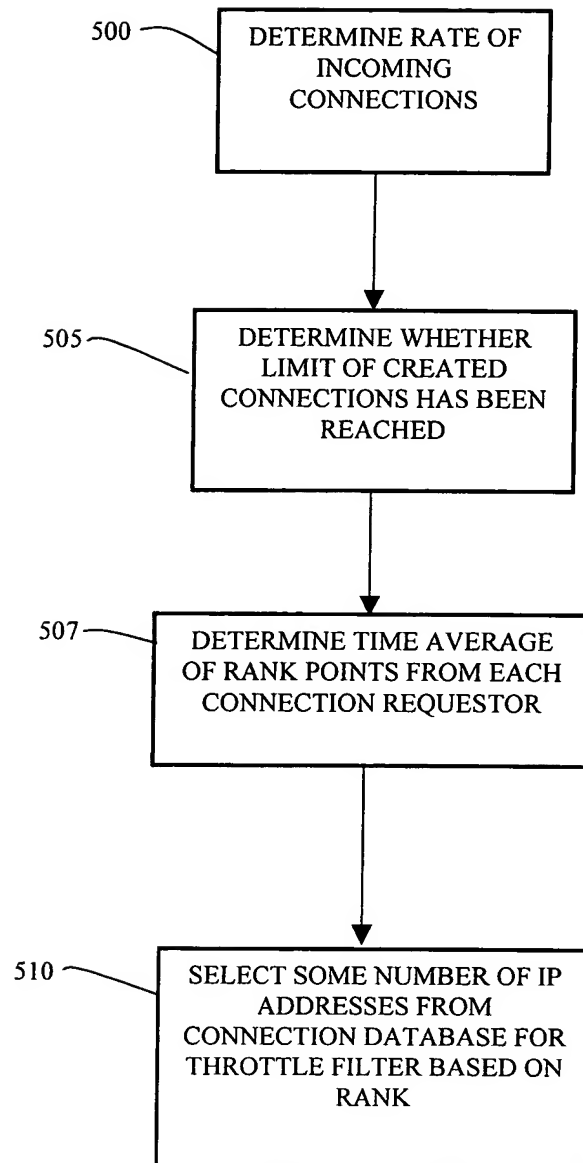 500
DETERMINE RATE OF
INCOMING
CONNECTIONS
505
DETERMINE WHETHER
LIMIT OF CREATED
CONNECTIONS HAS BEEN
REACHED
507
DETERMINE TIME AVERAGE
OF RANK POINTS FROM EACH
CONNECTION REQUESTOR
510
SELECT SOME NUMBER OF IP
ADDRESSES FROM
CONNECTION DATABASE FOR
THROTTLE FILTER BASED ON
RANK